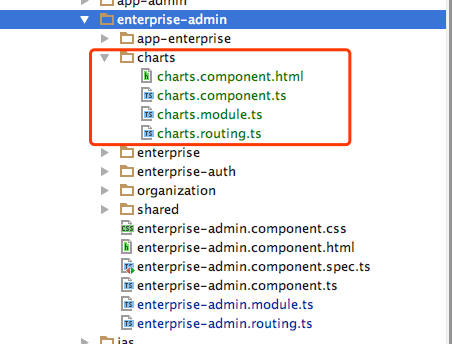 app-admin
enterprise-admin
app-enterprise
charts
charts.component.html
charts.component.ts
charts.module.ts
charts.routing.ts
enterprise
enterprise-auth
organization
shared
enterprise-admin.component.css
enterprise-admin.component.html
enterprise-admin.component.spec.ts
enterprise-admin.component.ts
enterprise-admin.module.ts
enterprise-admin.routing.ts
ias